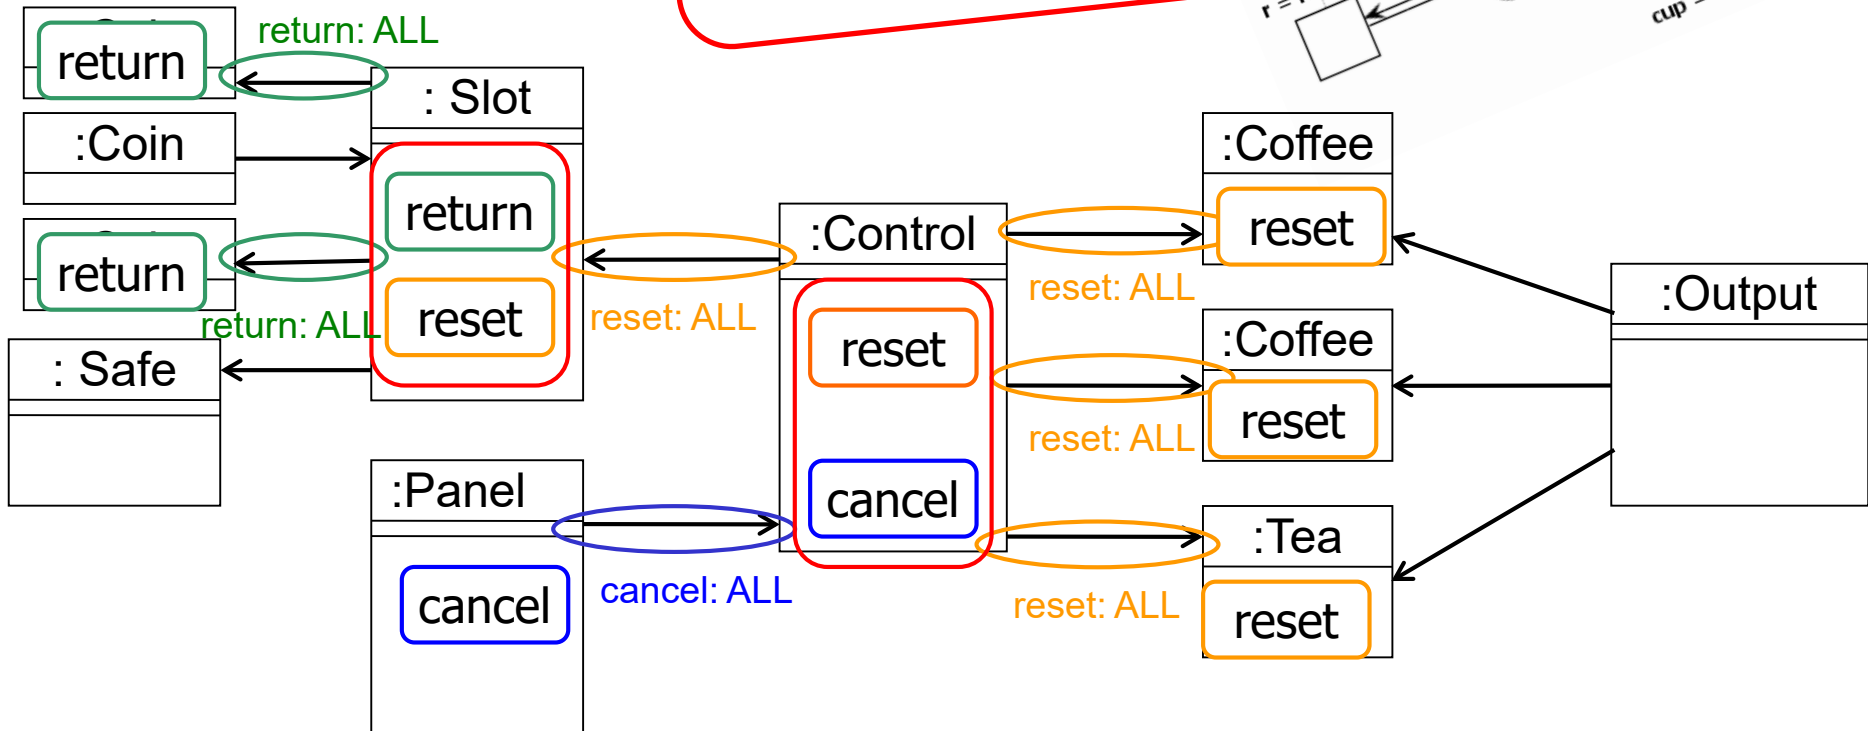 return
return: ALL
: Slot
:Coin
return
reset
return
return: ALL
: Safe
:Panel
cancel
cancel: ALL
reset: ALL
:Control
reset
cancel
reset: ALL
reset: ALL
reset: ALL
:Coffee
reset
:Coffee
reset
:Tea
reset
:Output
cup =